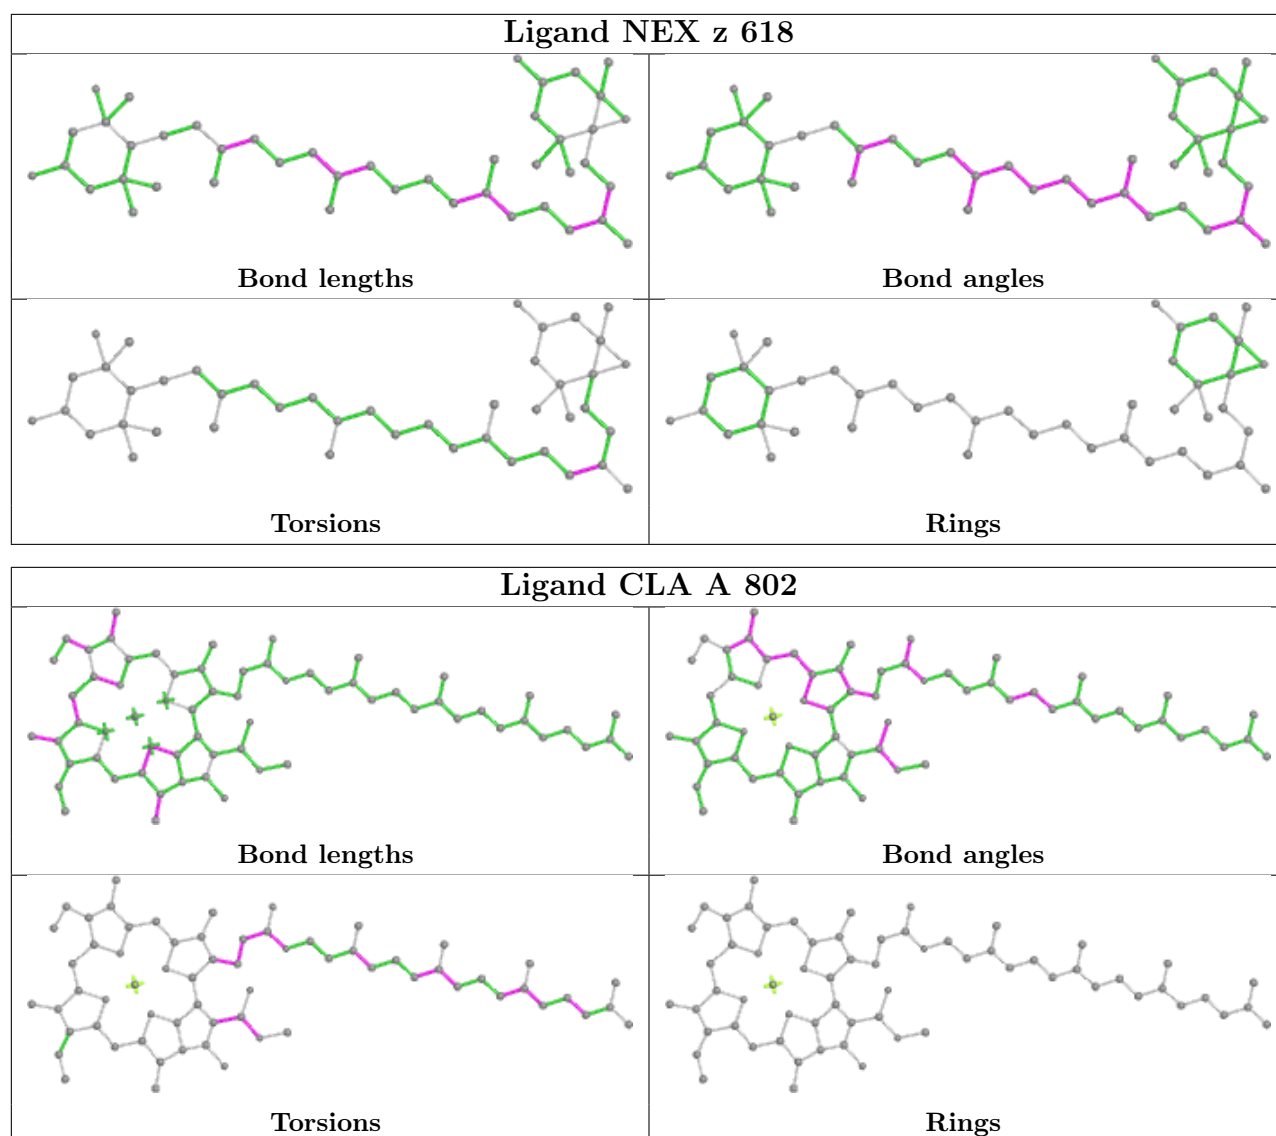 Ligand NEX z 618
Bond lengths
Bond angles
Torsions
Rings
Ligand CLA A 802
Bond lengths
Bond angles
Torsions
Rings